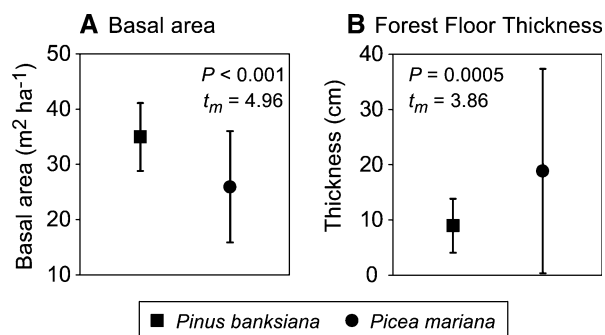 A Basal area
50
40
30
20
10
Basal area (m² ha⁻¹)
P < 0.001
tₘ = 4.96
B Forest Floor Thickness
40
30
20
10
0
Thickness (cm)
P = 0.0005
tₘ = 3.86
Pinus banksiana
Picea mariana